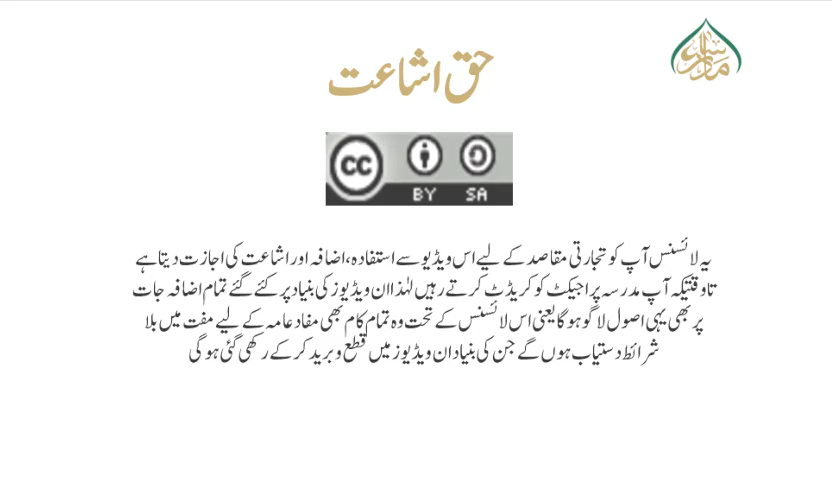 حق اشاعت
cc BY SA
یہ لائسنس آپ کو تجارتی مقاصد کے لیے اس ویڈیو سے استفادہ، اضافہ اور اشاعت کی اجازت دیتا ہے
تاوقتیکہ آپ مدرسہ پراجیکٹ کو کریڈٹ کرتے رہیں لہٰذا ان ویڈیوز کی بنیاد پر کئے گئے تمام اضافہ جات
پر بھی یہی اصول لاگو ہو گا یعنی اس لائسنس کے تحت وہ تمام کام بھی مفاد عامہ کے لیے مفت میں بلا
شرائط دستیاب ہوں گے جن کی بنیاد ان ویڈیوز میں قطع و برید کر کے رکھی گئی ہو گی